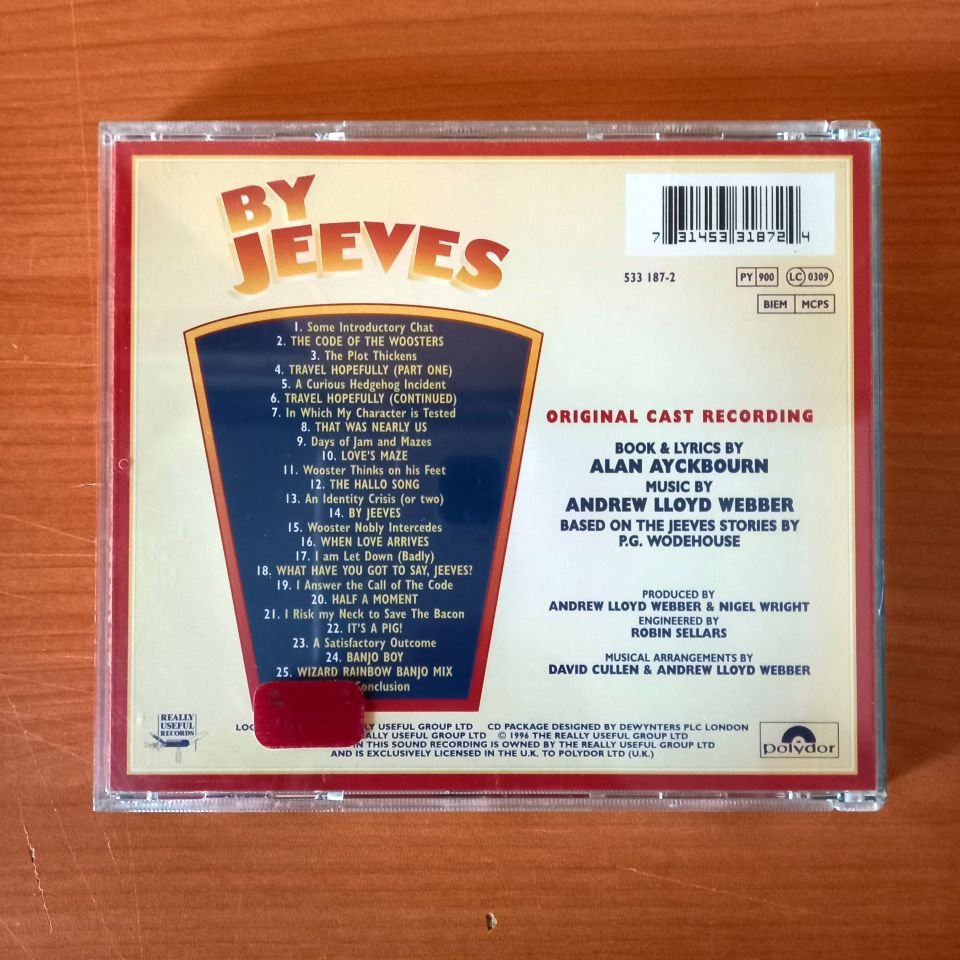 BY
JEEVES
7 31453 31872 4
533 187-2
PY 900
LC 0309
BIEM MCPS
1. Some Introductory Chat
2. THE CODE OF THE WOOSTERS
3. The Plot Thickens
4. TRAVEL HOPEFULLY (PART ONE)
5. A Curious Hedgehog Incident
6. TRAVEL HOPEFULLY (CONTINUED)
7. In Which My Character is Tested
8. THAT WAS NEARLY US
9. Days of Jam and Mazes
10. LOVE'S MAZE
11. Wooster Thinks on his Feet
12. THE HALLO SONG
13. An Identity Crisis (or two)
14. BY JEEVES
15. Wooster Nobly Intercedes
16. WHEN LOVE ARRIVES
17. I am Let Down (Badly)
18. WHAT HAVE YOU GOT TO SAY, JEEVES?
19. I Answer the Call of The Code
20. HALF A MOMENT
21. I Risk my Neck to Save The Bacon
22. IT'S A PIG!
23. A Satisfactory Outcome
24. BANJO BOY
25. WIZARD RAINBOW BANJO MIX
Conclusion
ORIGINAL CAST RECORDING
BOOK & LYRICS BY
ALAN AYCKBOURN
MUSIC BY
ANDREW LLOYD WEBBER
BASED ON THE JEEVES STORIES BY
P.G. WODEHOUSE
PRODUCED BY
ANDREW LLOYD WEBBER & NIGEL WRIGHT
ENGINEERED BY
ROBIN SELLARS
MUSICAL ARRANGEMENTS BY
DAVID CULLEN & ANDREW LLOYD WEBBER
REALLY
USEFUL
RECORDS
USEFUL GROUP LTD CD PACKAGE DESIGNED BY DEWYNTERS PLC LONDON
USEFUL GROUP LTD © 1996 THE REALLY USEFUL GROUP LTD
IN THIS SOUND RECORDING IS OWNED BY THE REALLY USEFUL GROUP LTD
AND IS EXCLUSIVELY LICENSED IN THE U.K. TO POLYDOR LTD (U.K.)
polydor